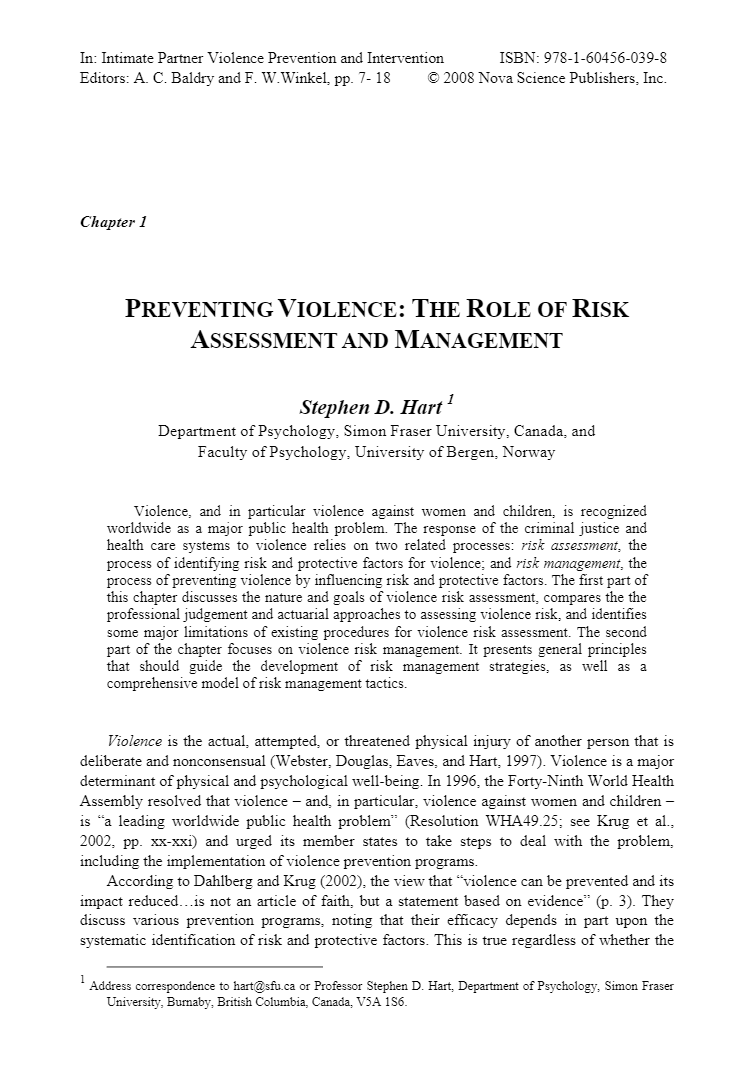 In: Intimate Partner Violence Prevention and Intervention ISBN: 978-1-60456-039-8
Editors: A. C. Baldry and F. W.Winkel, pp. 7- 18 © 2008 Nova Science Publishers, Inc.
Chapter 1
PREVENTING VIOLENCE: THE ROLE OF RISK
ASSESSMENT AND MANAGEMENT
Stephen D. Hart 1
Department of Psychology, Simon Fraser University, Canada, and
Faculty of Psychology, University of Bergen, Norway
Violence, and in particular violence against women and children, is recognized
worldwide as a major public health problem. The response of the criminal justice and
health care systems to violence relies on two related processes: risk assessment, the
process of identifying risk and protective factors for violence; and risk management, the
process of preventing violence by influencing risk and protective factors. The first part of
this chapter discusses the nature and goals of violence risk assessment, compares the the
professional judgement and actuarial approaches to assessing violence risk, and identifies
some major limitations of existing procedures for violence risk assessment. The second
part of the chapter focuses on violence risk management. It presents general principles
that should guide the development of risk management strategies, as well as a
comprehensive model of risk management tactics.
Violence is the actual, attempted, or threatened physical injury of another person that is
deliberate and nonconsensual (Webster, Douglas, Eaves, and Hart, 1997). Violence is a major
determinant of physical and psychological well-being. In 1996, the Forty-Ninth World Health
Assembly resolved that violence – and, in particular, violence against women and children –
is “a leading worldwide public health problem” (Resolution WHA49.25; see Krug et al.,
2002, pp. xx-xxi) and urged its member states to take steps to deal with the problem,
including the implementation of violence prevention programs.
According to Dahlberg and Krug (2002), the view that “violence can be prevented and its
impact reduced…is not an article of faith, but a statement based on evidence” (p. 3). They
discuss various prevention programs, noting that their efficacy depends in part upon the
systematic identification of risk and protective factors. This is true regardless of whether the
1 Address correspondence to hart@sfu.ca or Professor Stephen D. Hart, Department of Psychology, Simon Fraser
University, Burnaby, British Columbia, Canada, V5A 1S6.